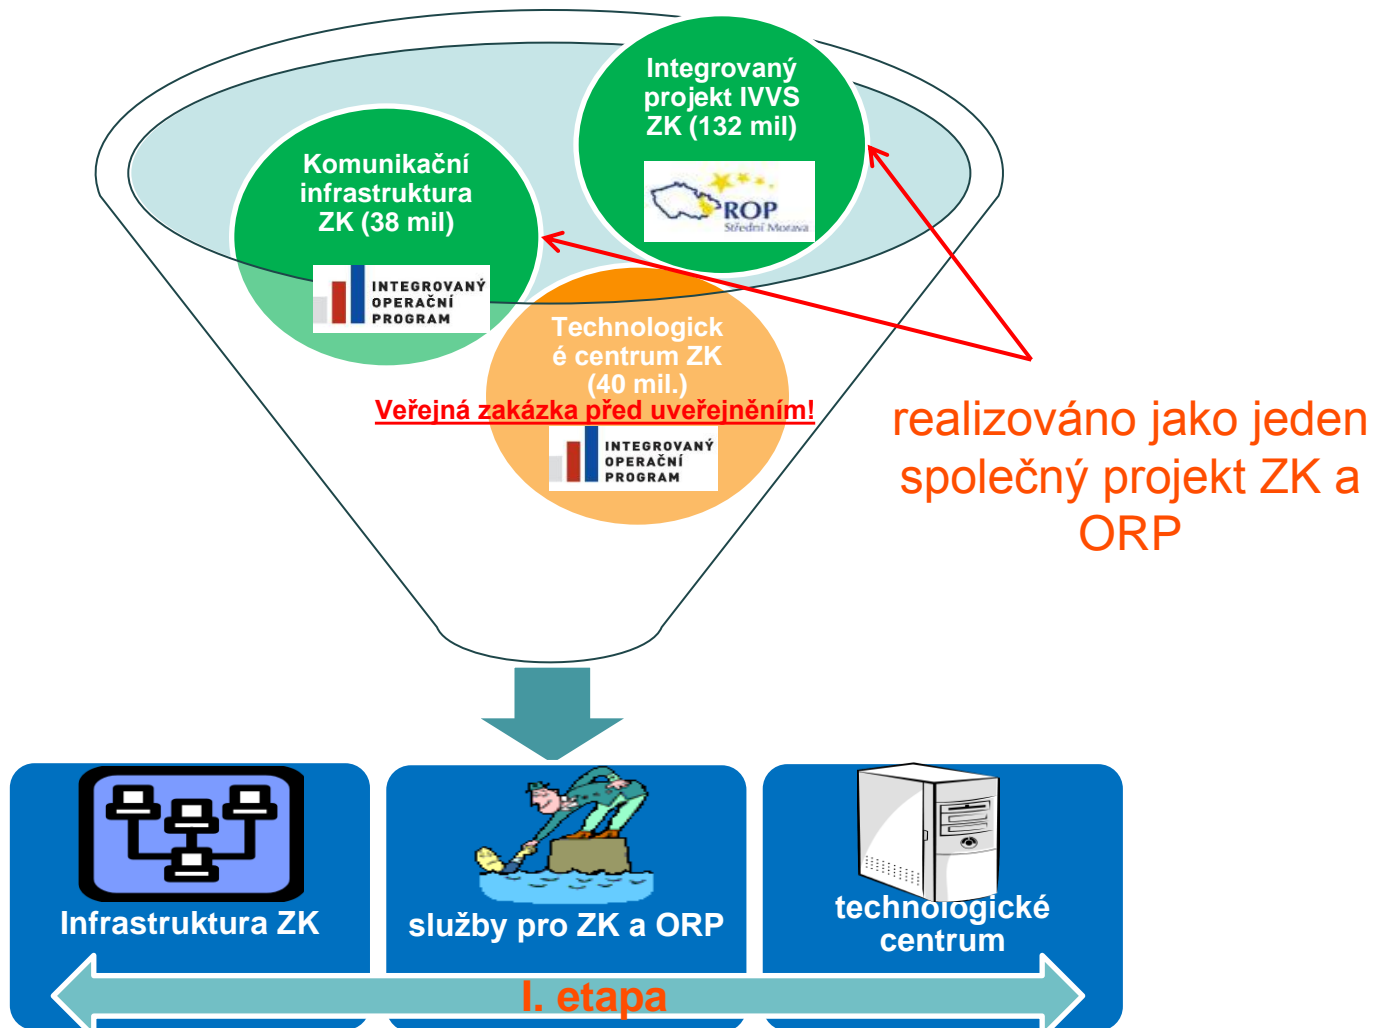 Integrovaný
projekt IVVS
ZK (132 mil)
ROP
Střední Morava
Komunikační
infrastruktura
ZK (38 mil)
INTEGROVANÝ
OPERAČNÍ
PROGRAM
Technologick
é centrum ZK
(40 mil.)
Veřejná zakázka před uveřejněním!
INTEGROVANÝ
OPERAČNÍ
PROGRAM
realizováno jako jeden
společný projekt ZK a
ORP
Infrastruktura ZK
služby pro ZK a ORP
technologické
centrum
I. etapa